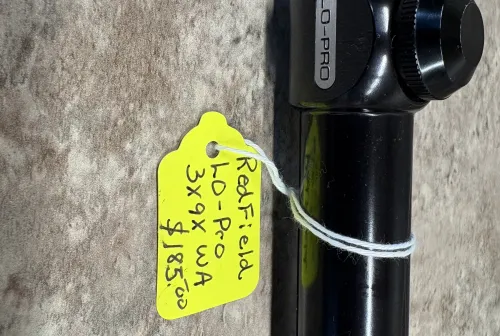 LO-PRO
RedField
LO-Pro
3x9x WA
$185.00